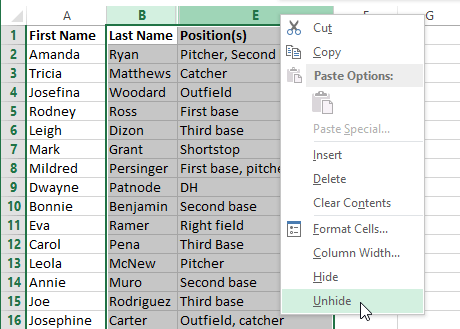 A B E F G
1 First Name Last Name Position(s)
2 Amanda Ryan Pitcher, Second
3 Tricia Matthews Catcher
4 Josefina Woodard Outfield
5 Rodney Ross First base
6 Leigh Dizon Third base
7 Mark Grant Shortstop
8 Mildred Persinger First base, pitche
9 Dwayne Patnode DH
10 Bonnie Benjamin Second base
11 Eva Ramer Right field
12 Carol Pena Third Base
13 Leola McNew Pitcher
14 Annie Muro Second base
15 Joe Rodriguez Third base
16 Josephine Carter Outfield, catcher
Cut
Copy
Paste Options:
Paste Special...
Insert
Delete
Clear Contents
Format Cells...
Column Width...
Hide
Unhide